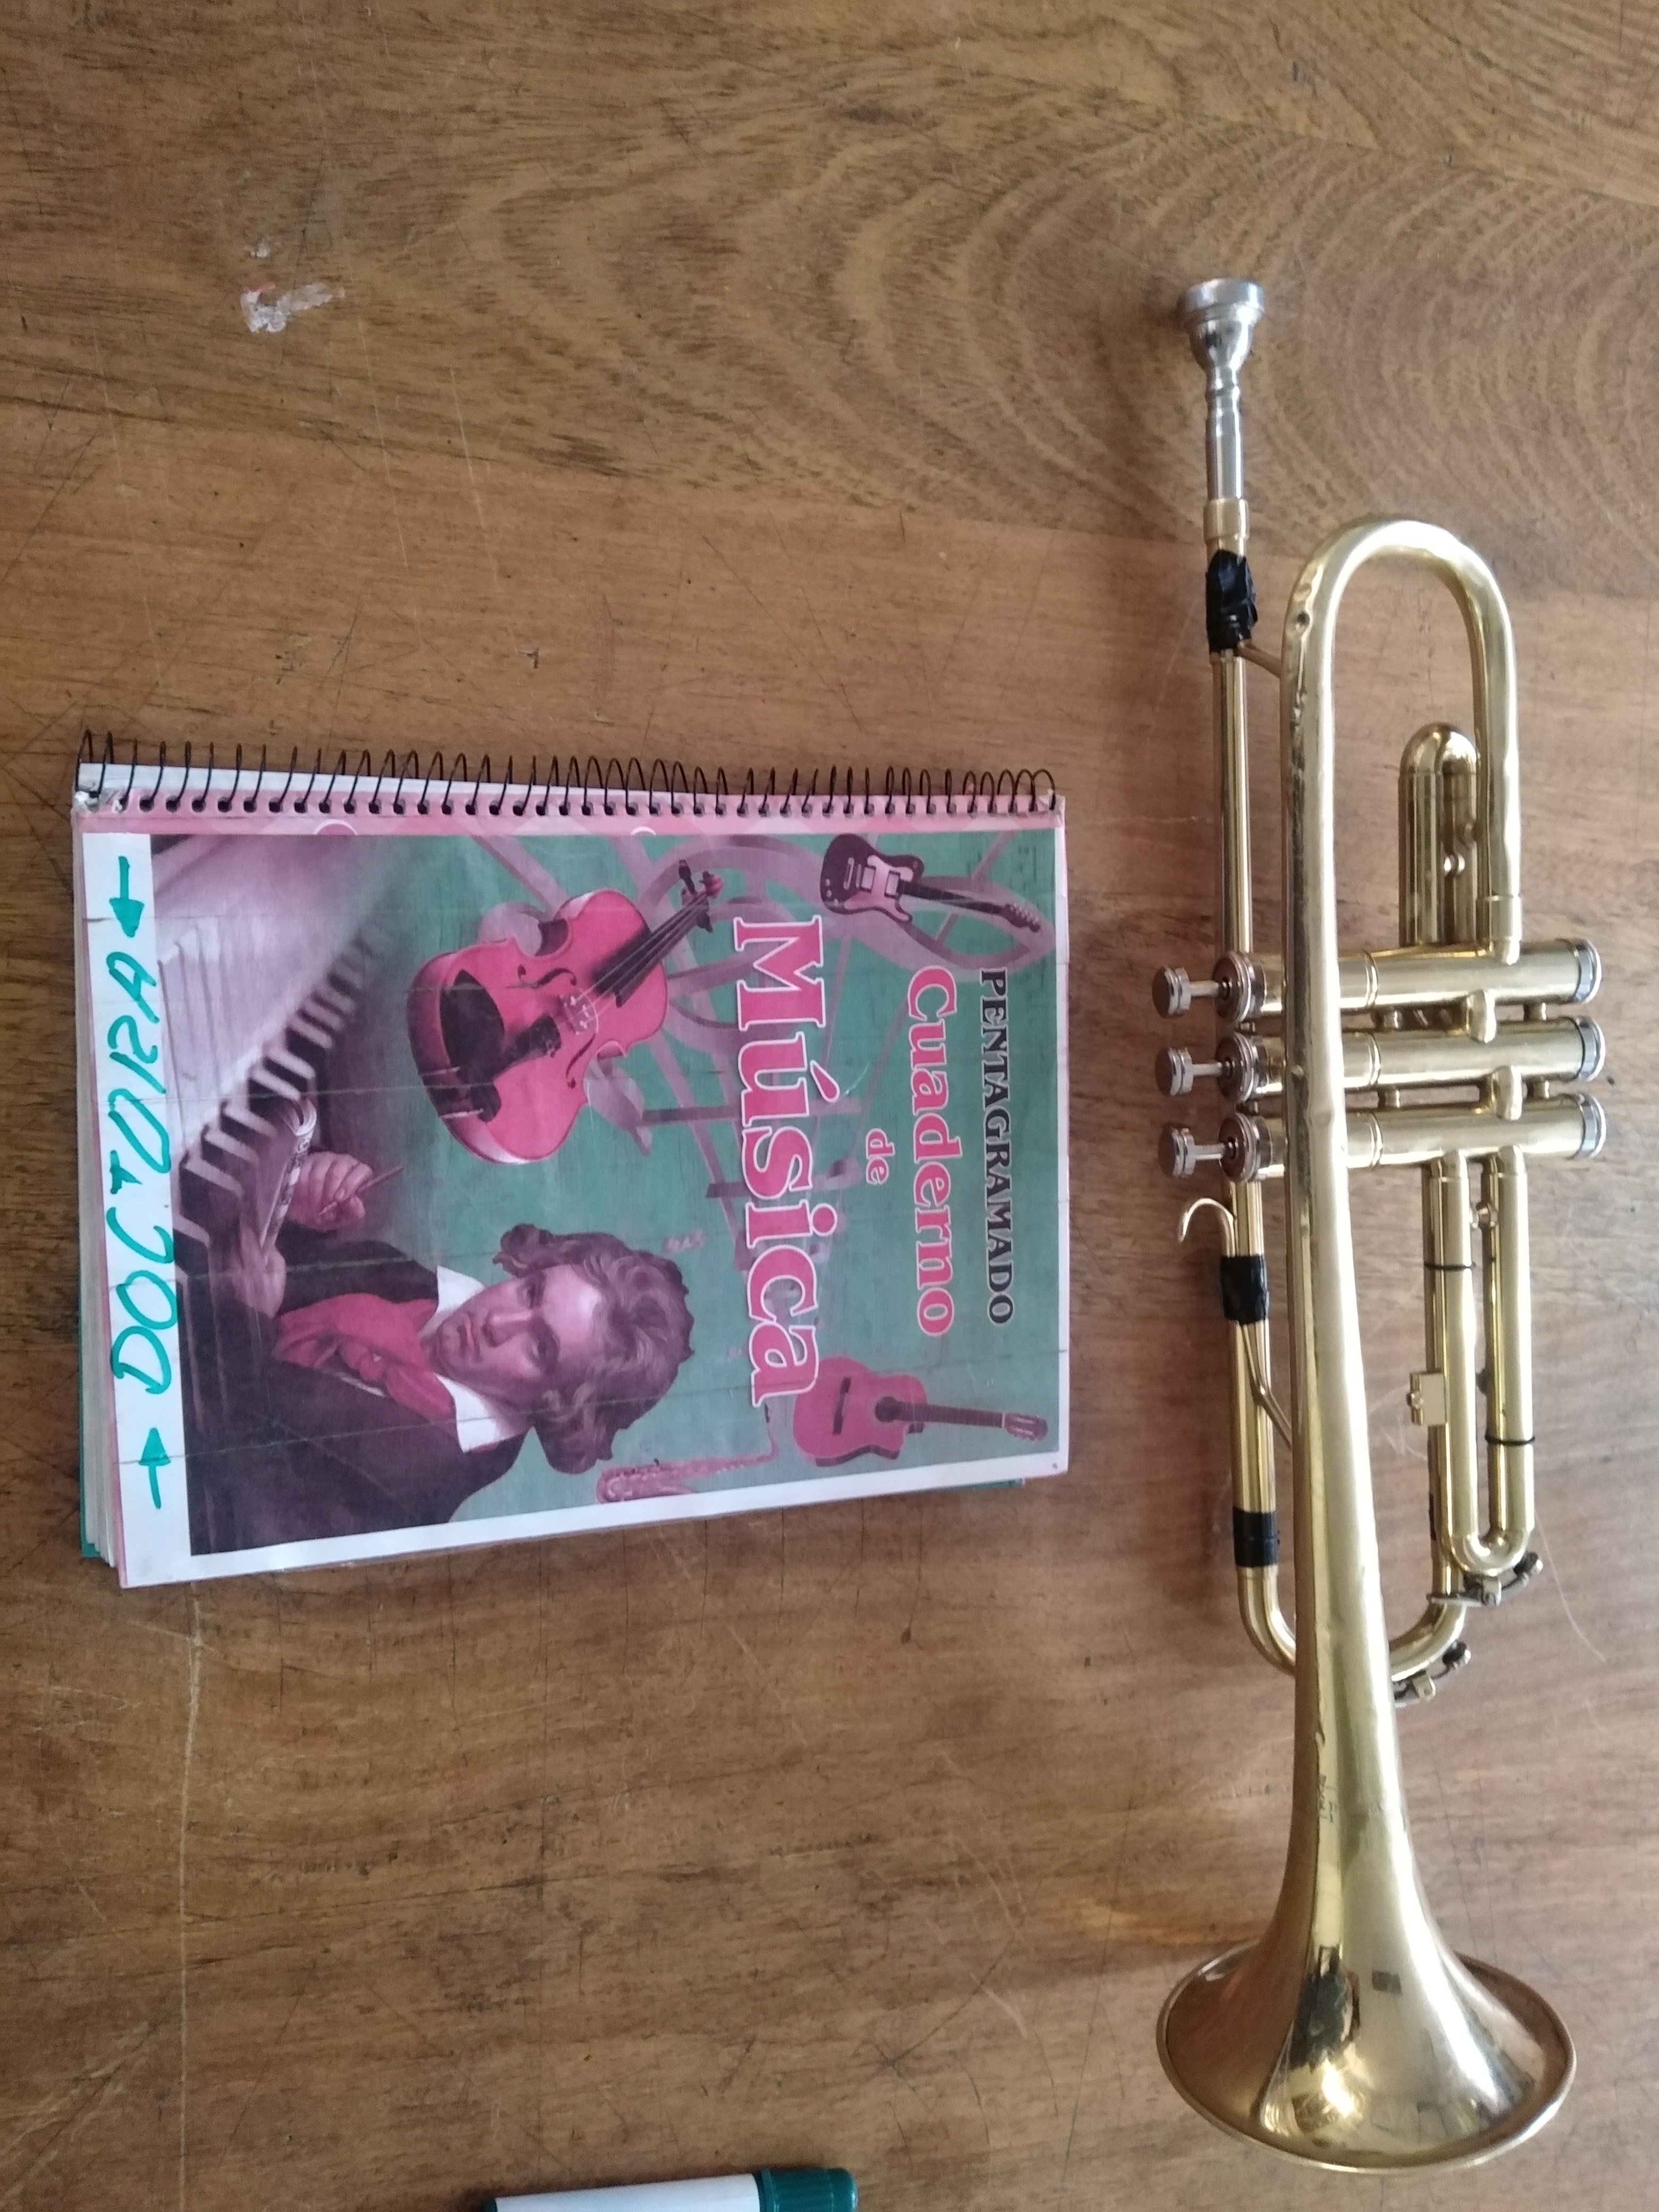 PENTAGRAMADO
Cuaderno
de
Música
→ DOCTORA ←